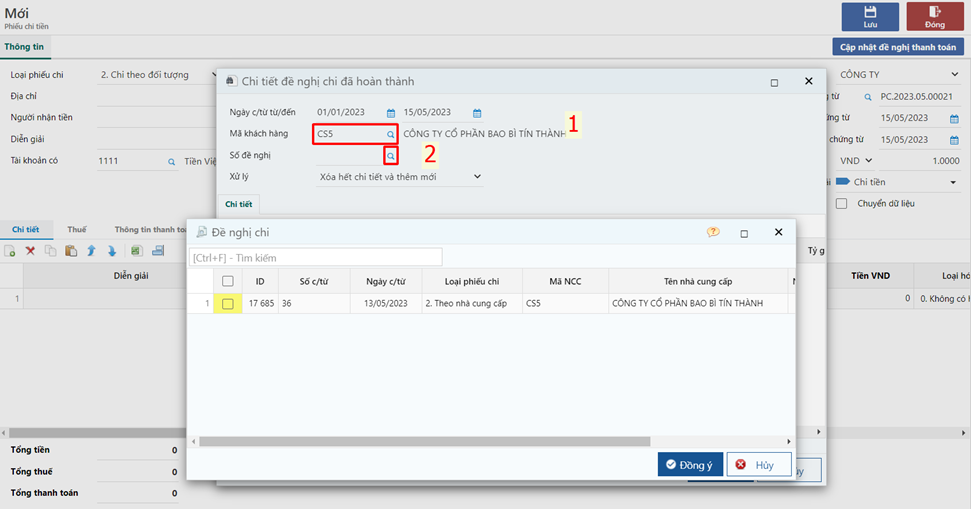 Mới
Phiếu chi tiền
Lưu
Đóng
Thông tin
Cập nhật đề nghị thanh toán
Loại phiếu chi 2. Chi theo đối tượng
CÔNG TY
Địa chỉ
từ PC.2023.05.00021
Người nhận tiền
từ 15/05/2023
Diễn giải
chứng từ 15/05/2023
Tài khoản có 1111 Tiền
VND 1.0000
Chi tiền
Chuyển dữ liệu
Chi tiết đề nghị chi đã hoàn thành
Ngày c/từ từ/đến 01/01/2023 15/05/2023
Mã khách hàng CS5 CÔNG TY CỔ PHẦN BAO BÌ TÍN THÀNH 1
Số đề nghị 2
Xử lý Xóa hết chi tiết và thêm mới
Chi tiết
Chi tiết Thuế Thông tin thanh
Tỷ g
Diễn giải Tiền VND Loại hó
1 0 0. Không có
Đề nghị chi
[Ctrl+F] - Tìm kiếm
ID Số c/từ Ngày c/từ Loại phiếu chi Mã NCC Tên nhà cung cấp
1 17 685 36 13/05/2023 2. Theo nhà cung cấp CS5 CÔNG TY CỔ PHẦN BAO BÌ TÍN THÀNH
Đồng ý Hủy
Tổng tiền 0
Tổng thuế 0
Tổng thanh toán 0